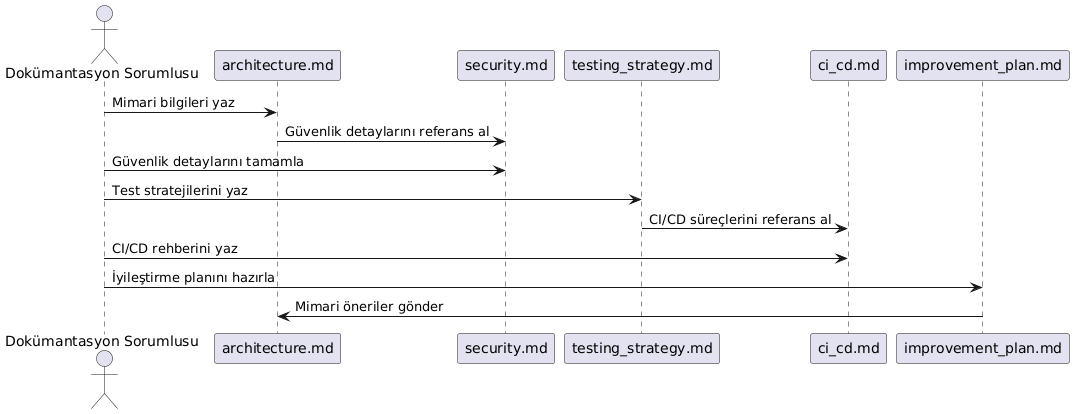 Dokümantasyon Sorumlusu
architecture.md
security.md
testing_strategy.md
ci_cd.md
improvement_plan.md
Mimari bilgileri yaz
Güvenlik detaylarını referans al
Güvenlik detaylarını tamamla
Test stratejilerini yaz
CI/CD süreçlerini referans al
CI/CD rehberini yaz
İyileştirme planını hazırla
Mimari öneriler gönder
Dokümantasyon Sorumlusu
architecture.md
security.md
testing_strategy.md
ci_cd.md
improvement_plan.md